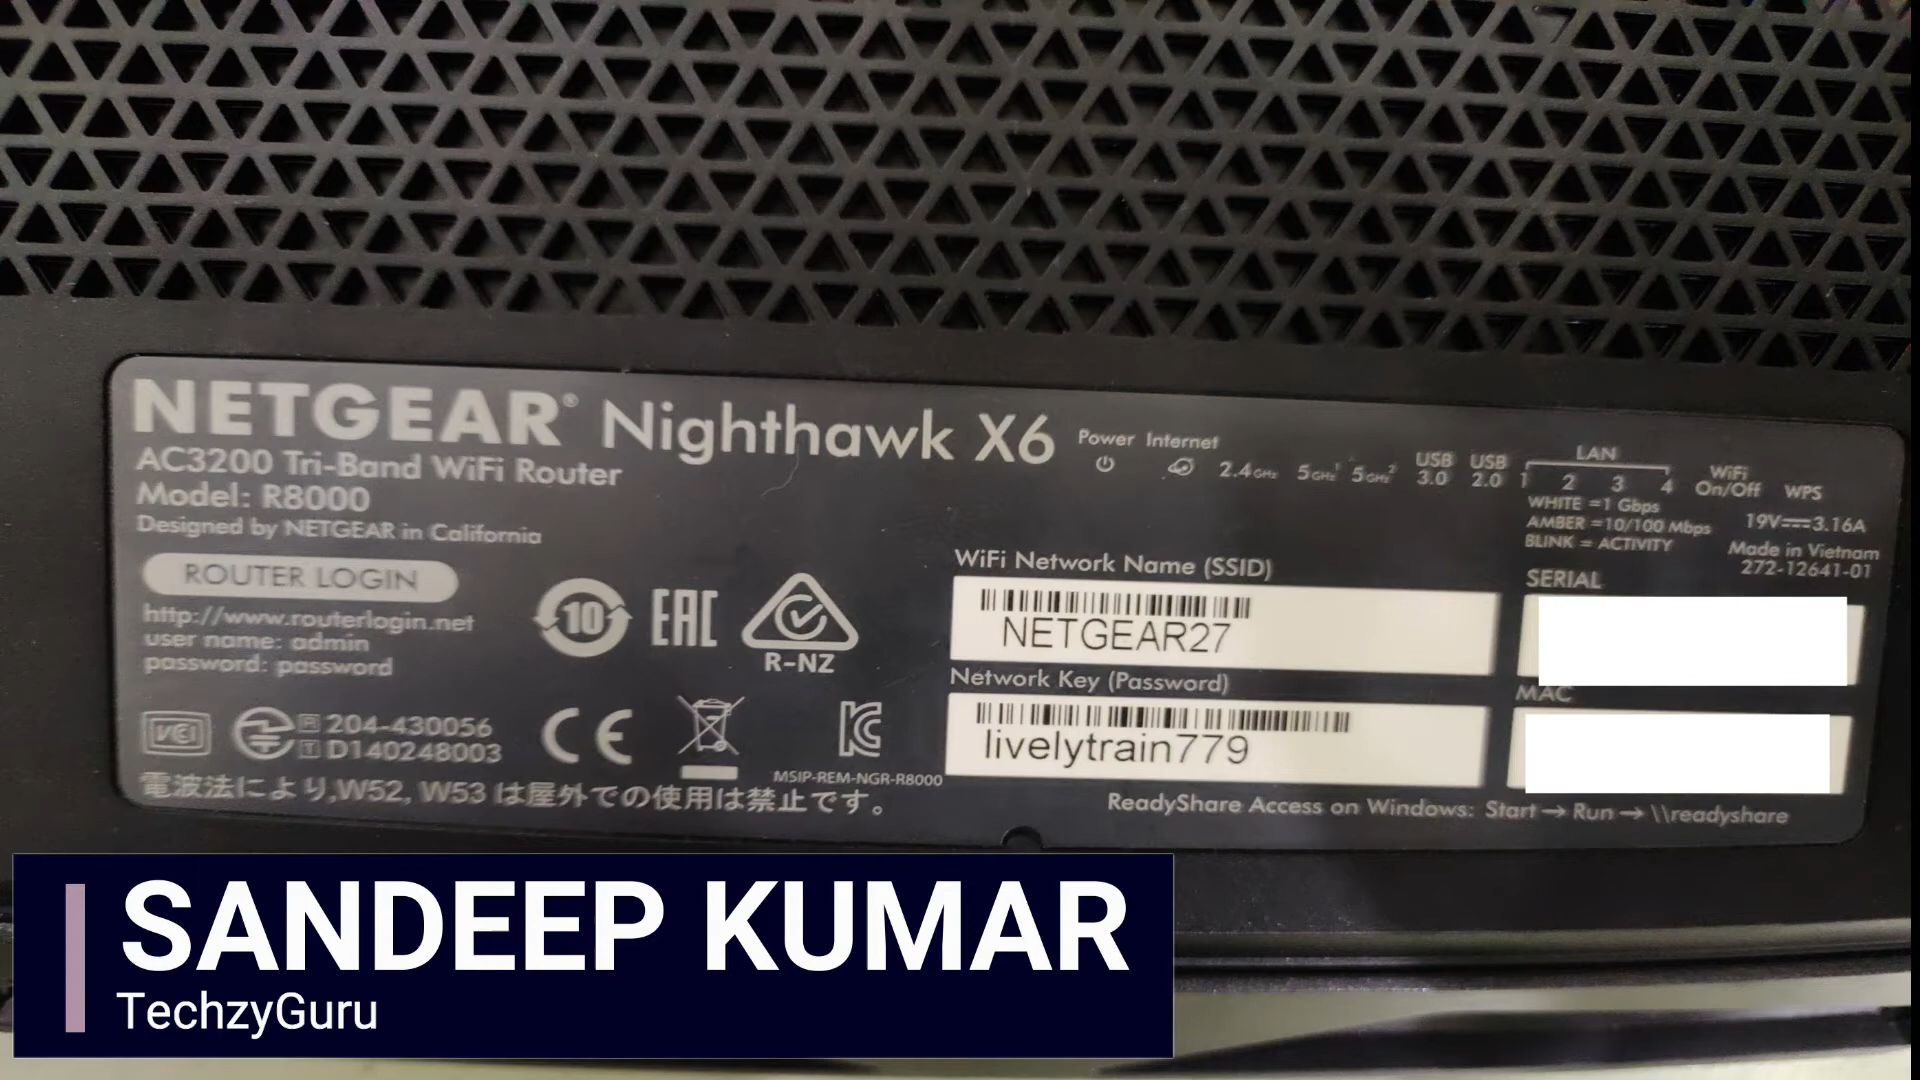 NETGEAR® Nighthawk X6
AC3200 Tri-Band WiFi Router
Model: R8000
Designed by NETGEAR in California
ROUTER LOGIN
http://www.routerlogin.net
user name: admin
password: password
10
EAC
R-NZ
VCI
R 204-430056
T D140248003
CE
KC
MSIP-REM-NGR-R8000
電波法により,W52, W53 は屋外での使用は禁止です。
Power Internet
2.4GHz 5GHz¹ 5GHz²
USB 3.0
USB 2.0
LAN
1 2 3 4
WiFi
On/Off
WPS
WHITE =1 Gbps
AMBER =10/100 Mbps
BLINK = ACTIVITY
19V⎓3.16A
Made in Vietnam
272-12641-01
WiFi Network Name (SSID)
NETGEAR27
Network Key (Password)
livelytrain779
SERIAL
MAC
ReadyShare Access on Windows: Start → Run → \\readyshare
SANDEEP KUMAR
TechzyGuru